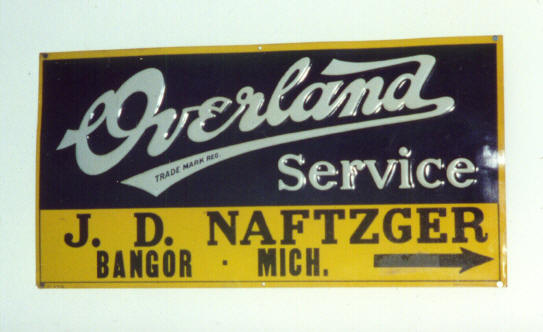 Overland
TRADE MARK REG.
Service
J. D. NAFTZGER
BANGOR · MICH.